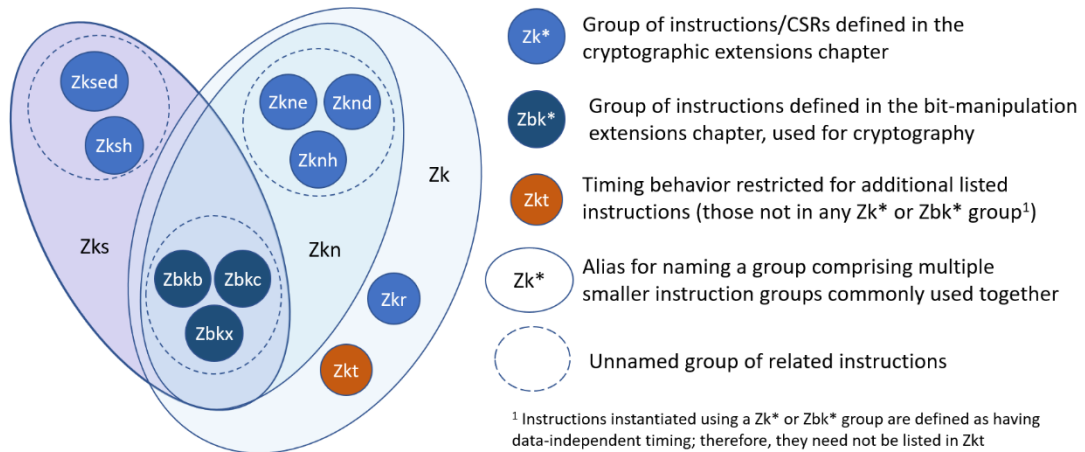 Zksed
Zksh
Zks
Zkne
Zknd
Zknh
Zk
Zkn
Zbkb
Zbkc
Zbkx
Zkr
Zkt
Zk*
Group of instructions/CSRs defined in the
cryptographic extensions chapter
Zbk*
Group of instructions defined in the bit-manipulation
extensions chapter, used for cryptography
Zkt
Timing behavior restricted for additional listed
instructions (those not in any Zk* or Zbk* group¹)
Zk*
Alias for naming a group comprising multiple
smaller instruction groups commonly used together
Unnamed group of related instructions
¹ Instructions instantiated using a Zk* or Zbk* group are defined as having
data-independent timing; therefore, they need not be listed in Zkt